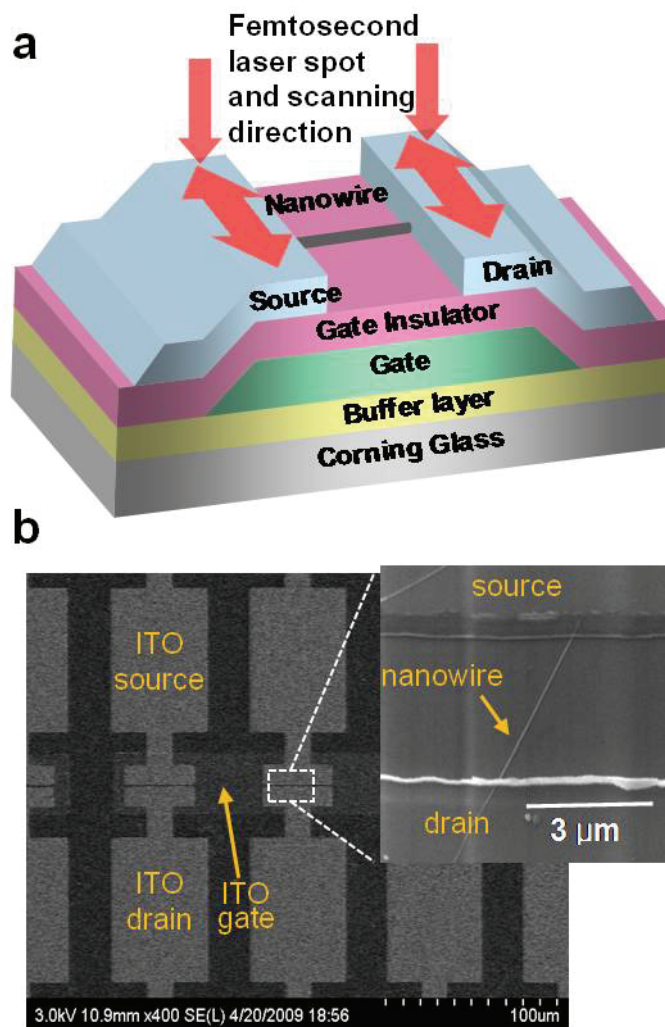 a
Femtosecond
laser spot
and scanning
direction
Nanowire
Source
Drain
Gate Insulator
Gate
Buffer layer
Corning Glass
b
ITO
source
source
nanowire
drain
3 µm
ITO
drain
ITO
gate
3.0kV 10.9mm x400 SE(L) 4/20/2009 18:56
100um